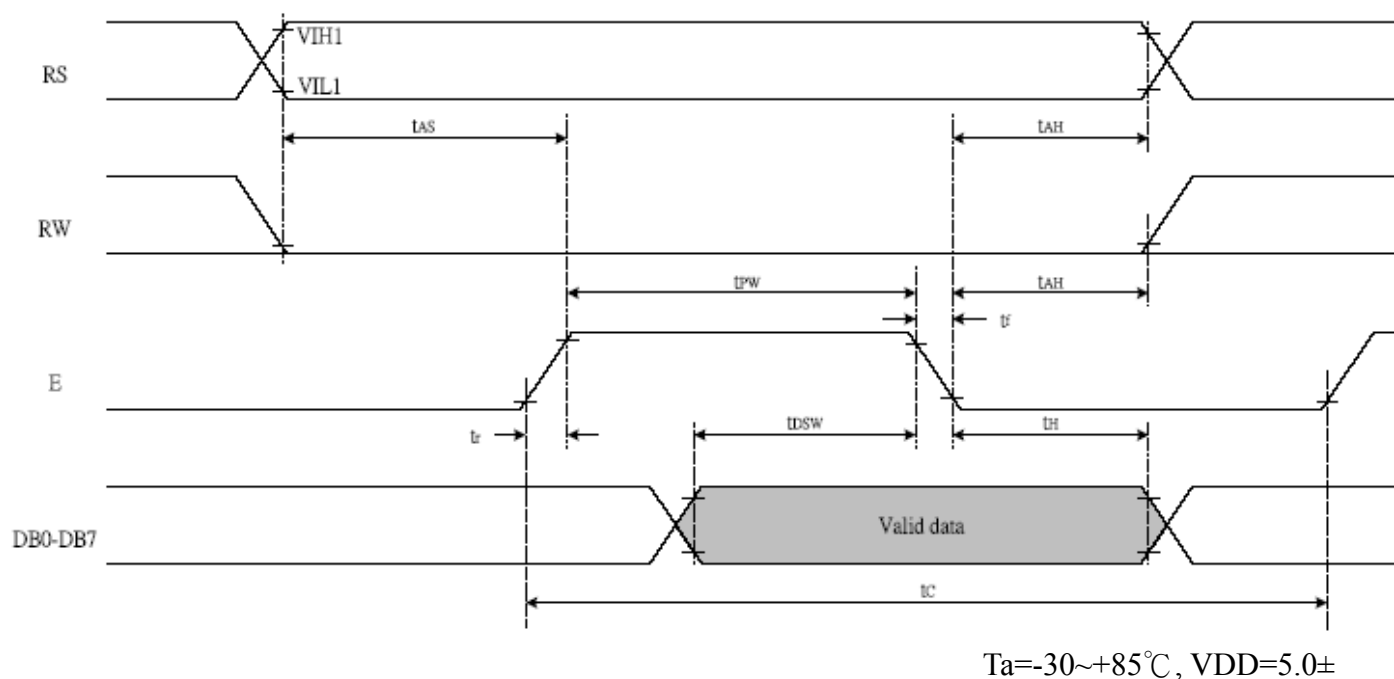 VIH1
RS
VIL1
tAS
tAH
RW
tPW
tAH
tf
E
tr
tDSW
tH
Valid data
DB0-DB7
tC
Ta=-30~+85℃, VDD=5.0±